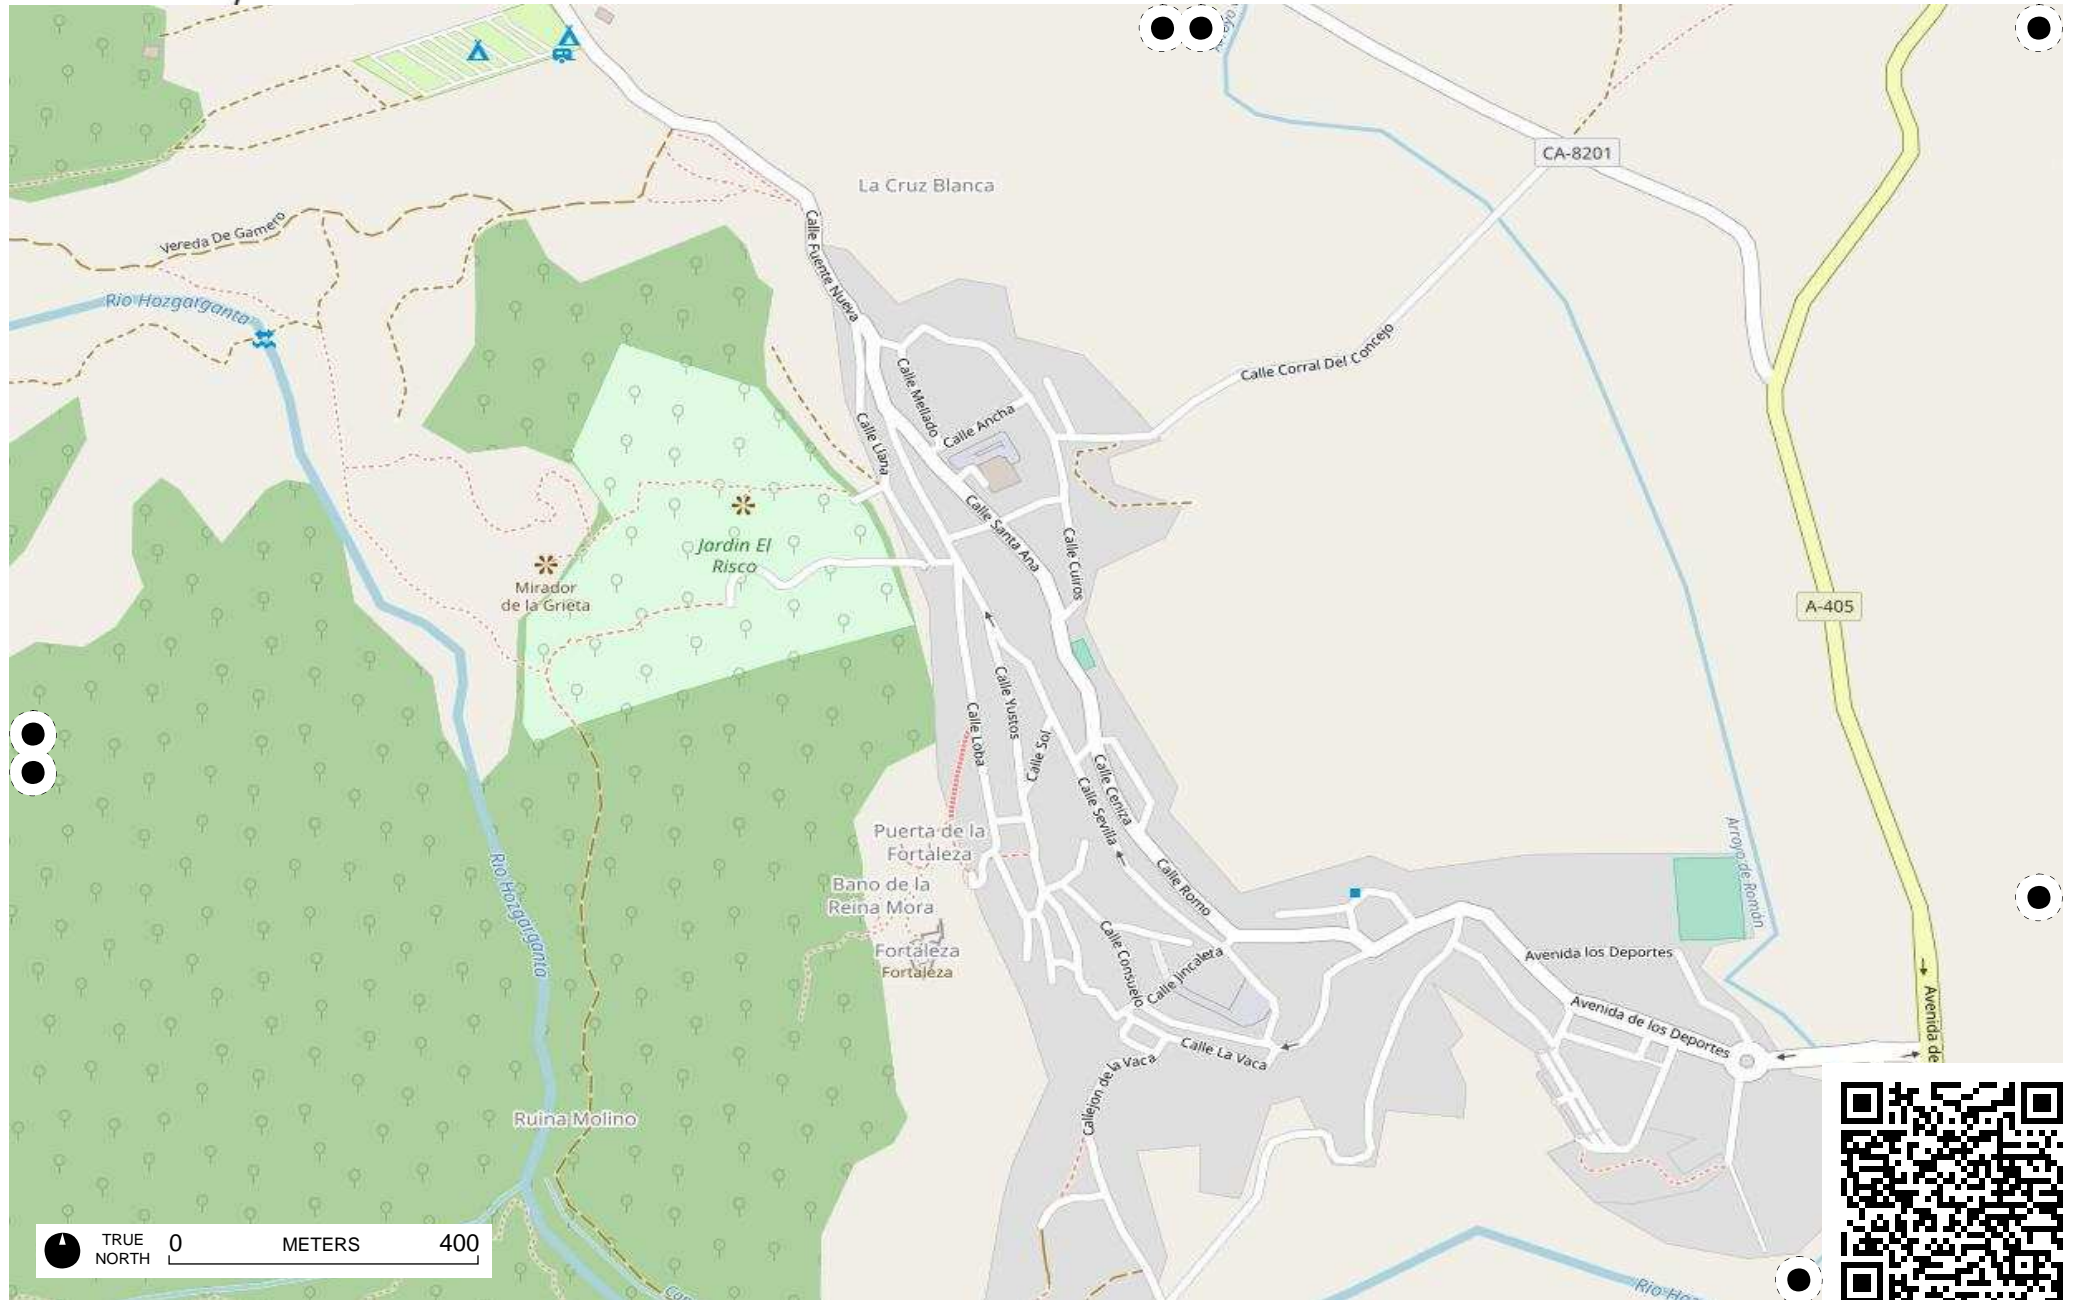 CA-8201
La Cruz Blanca
Calle Fuente Nueva
Vereda De Gamero
Rio Hozgarganta
Calle Corral Del Concejo
Calle Mellado
Calle Ancha
Calle Llana
Calle Santa Ana
Calle Cuiros
Jardin El
Risco
Mirador
de la Grieta
A-405
Calle Yustos
Calle Loba
Calle Sol
Calle Ceniza
Calle Sevilla
Puerta de la
Fortaleza
Bano de la
Reina Mora
Calle Romo
Arroyo de Román
Rio Hozgarganta
Fortaleza
Fortaleza
Calle Consuelo
Calle Jincaleta
Avenida los Deportes
Avenida de los Deportes
Avenida de
Calle La Vaca
Callejon de la Vaca
Ruina Molino
TRUE
NORTH
0
METERS
400